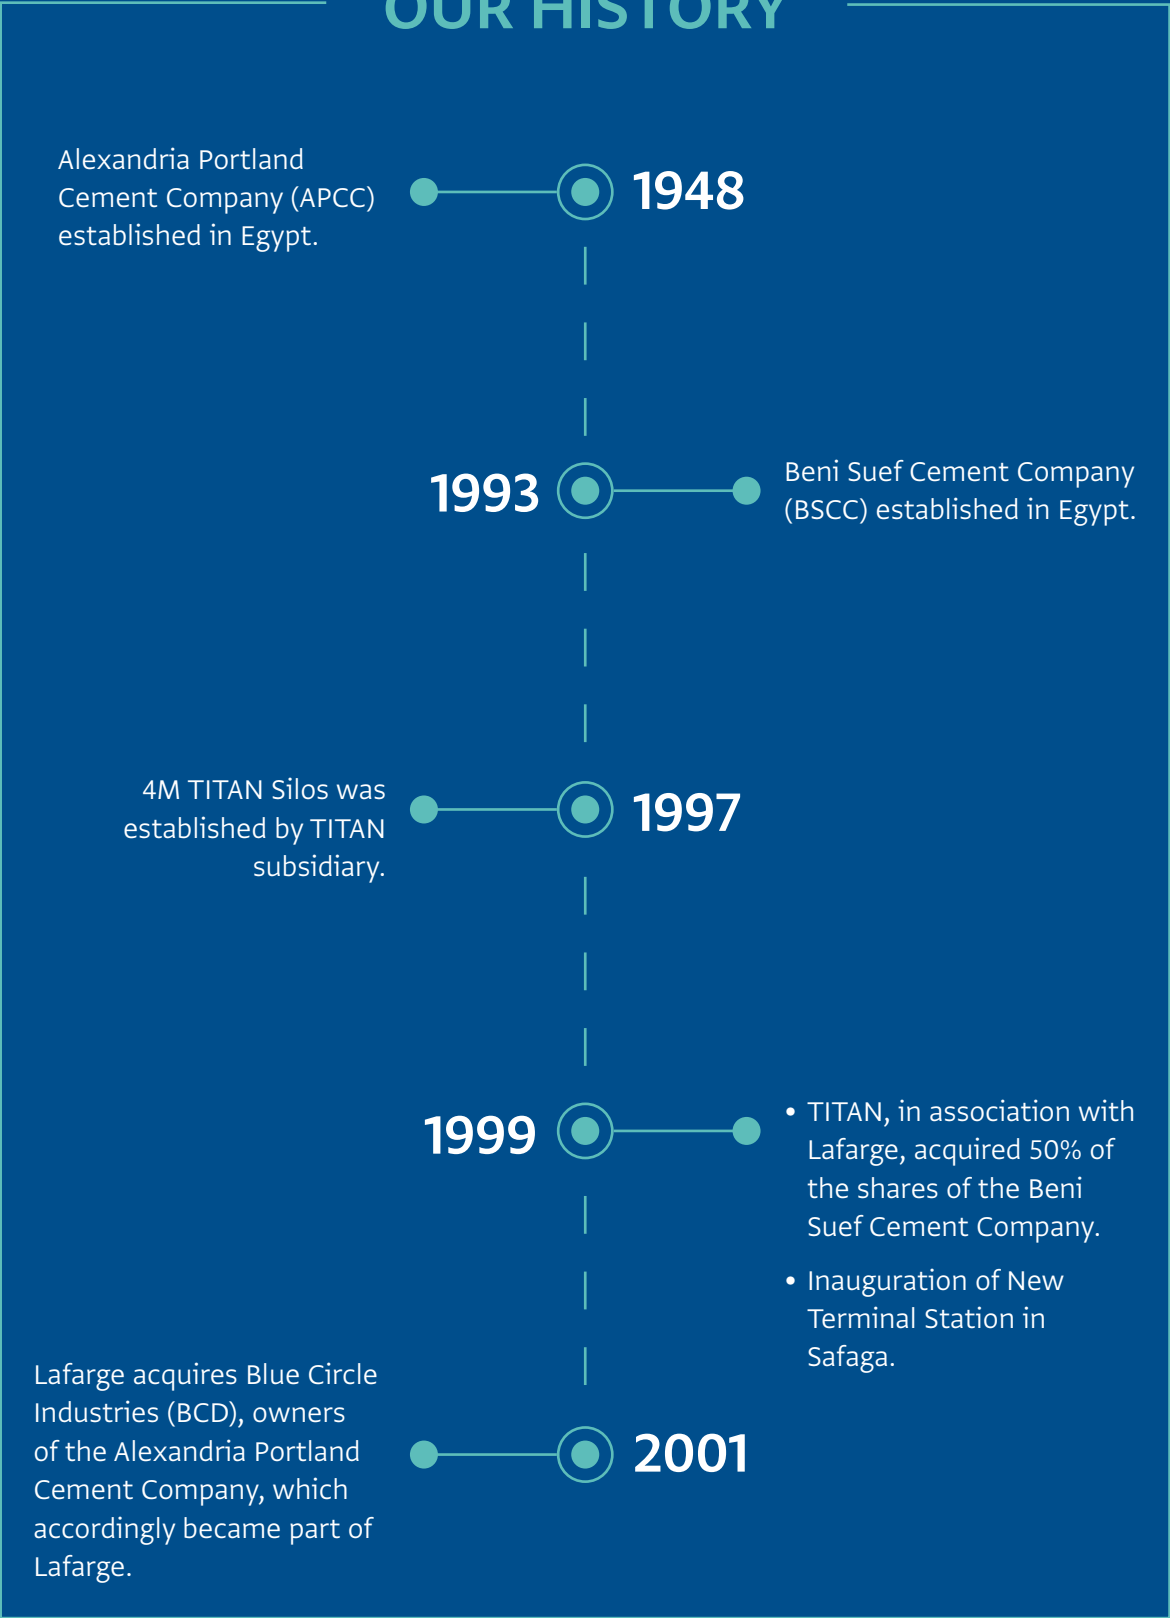 OUR HISTORY
Alexandria Portland
Cement Company (APCC)
established in Egypt.
1948
1993
Beni Suef Cement Company
(BSCC) established in Egypt.
4M TITAN Silos was
established by TITAN
subsidiary.
1997
1999
• TITAN, in association with
Lafarge, acquired 50% of
the shares of the Beni
Suef Cement Company.
• Inauguration of New
Terminal Station in
Safaga.
Lafarge acquires Blue Circle
Industries (BCD), owners
of the Alexandria Portland
Cement Company, which
accordingly became part of
Lafarge.
2001